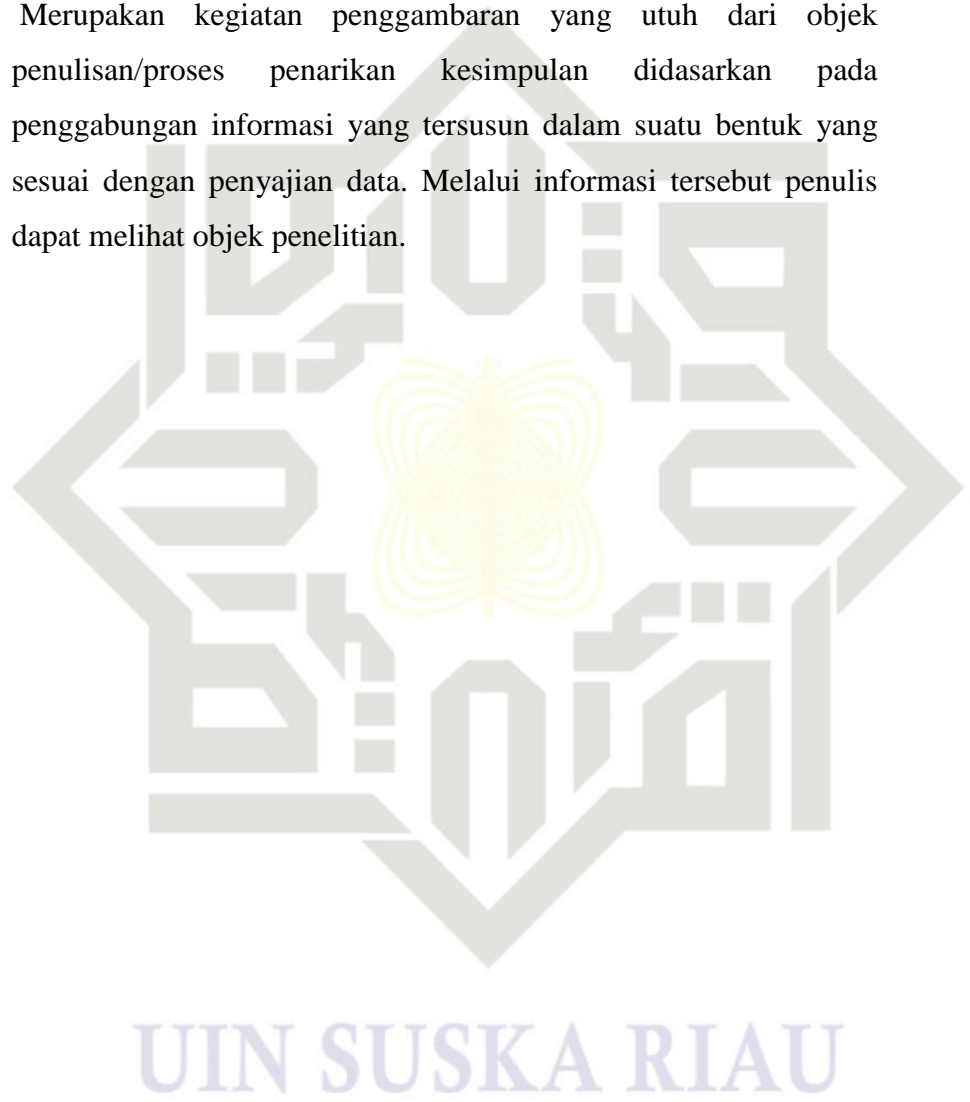 Merupakan kegiatan penggambaran yang utuh dari objek
penulisan/proses penarikan kesimpulan didasarkan pada
penggabungan informasi yang tersusun dalam suatu bentuk yang
sesuai dengan penyajian data. Melalui informasi tersebut penulis
dapat melihat objek penelitian.
UIN SUSKA RIAU